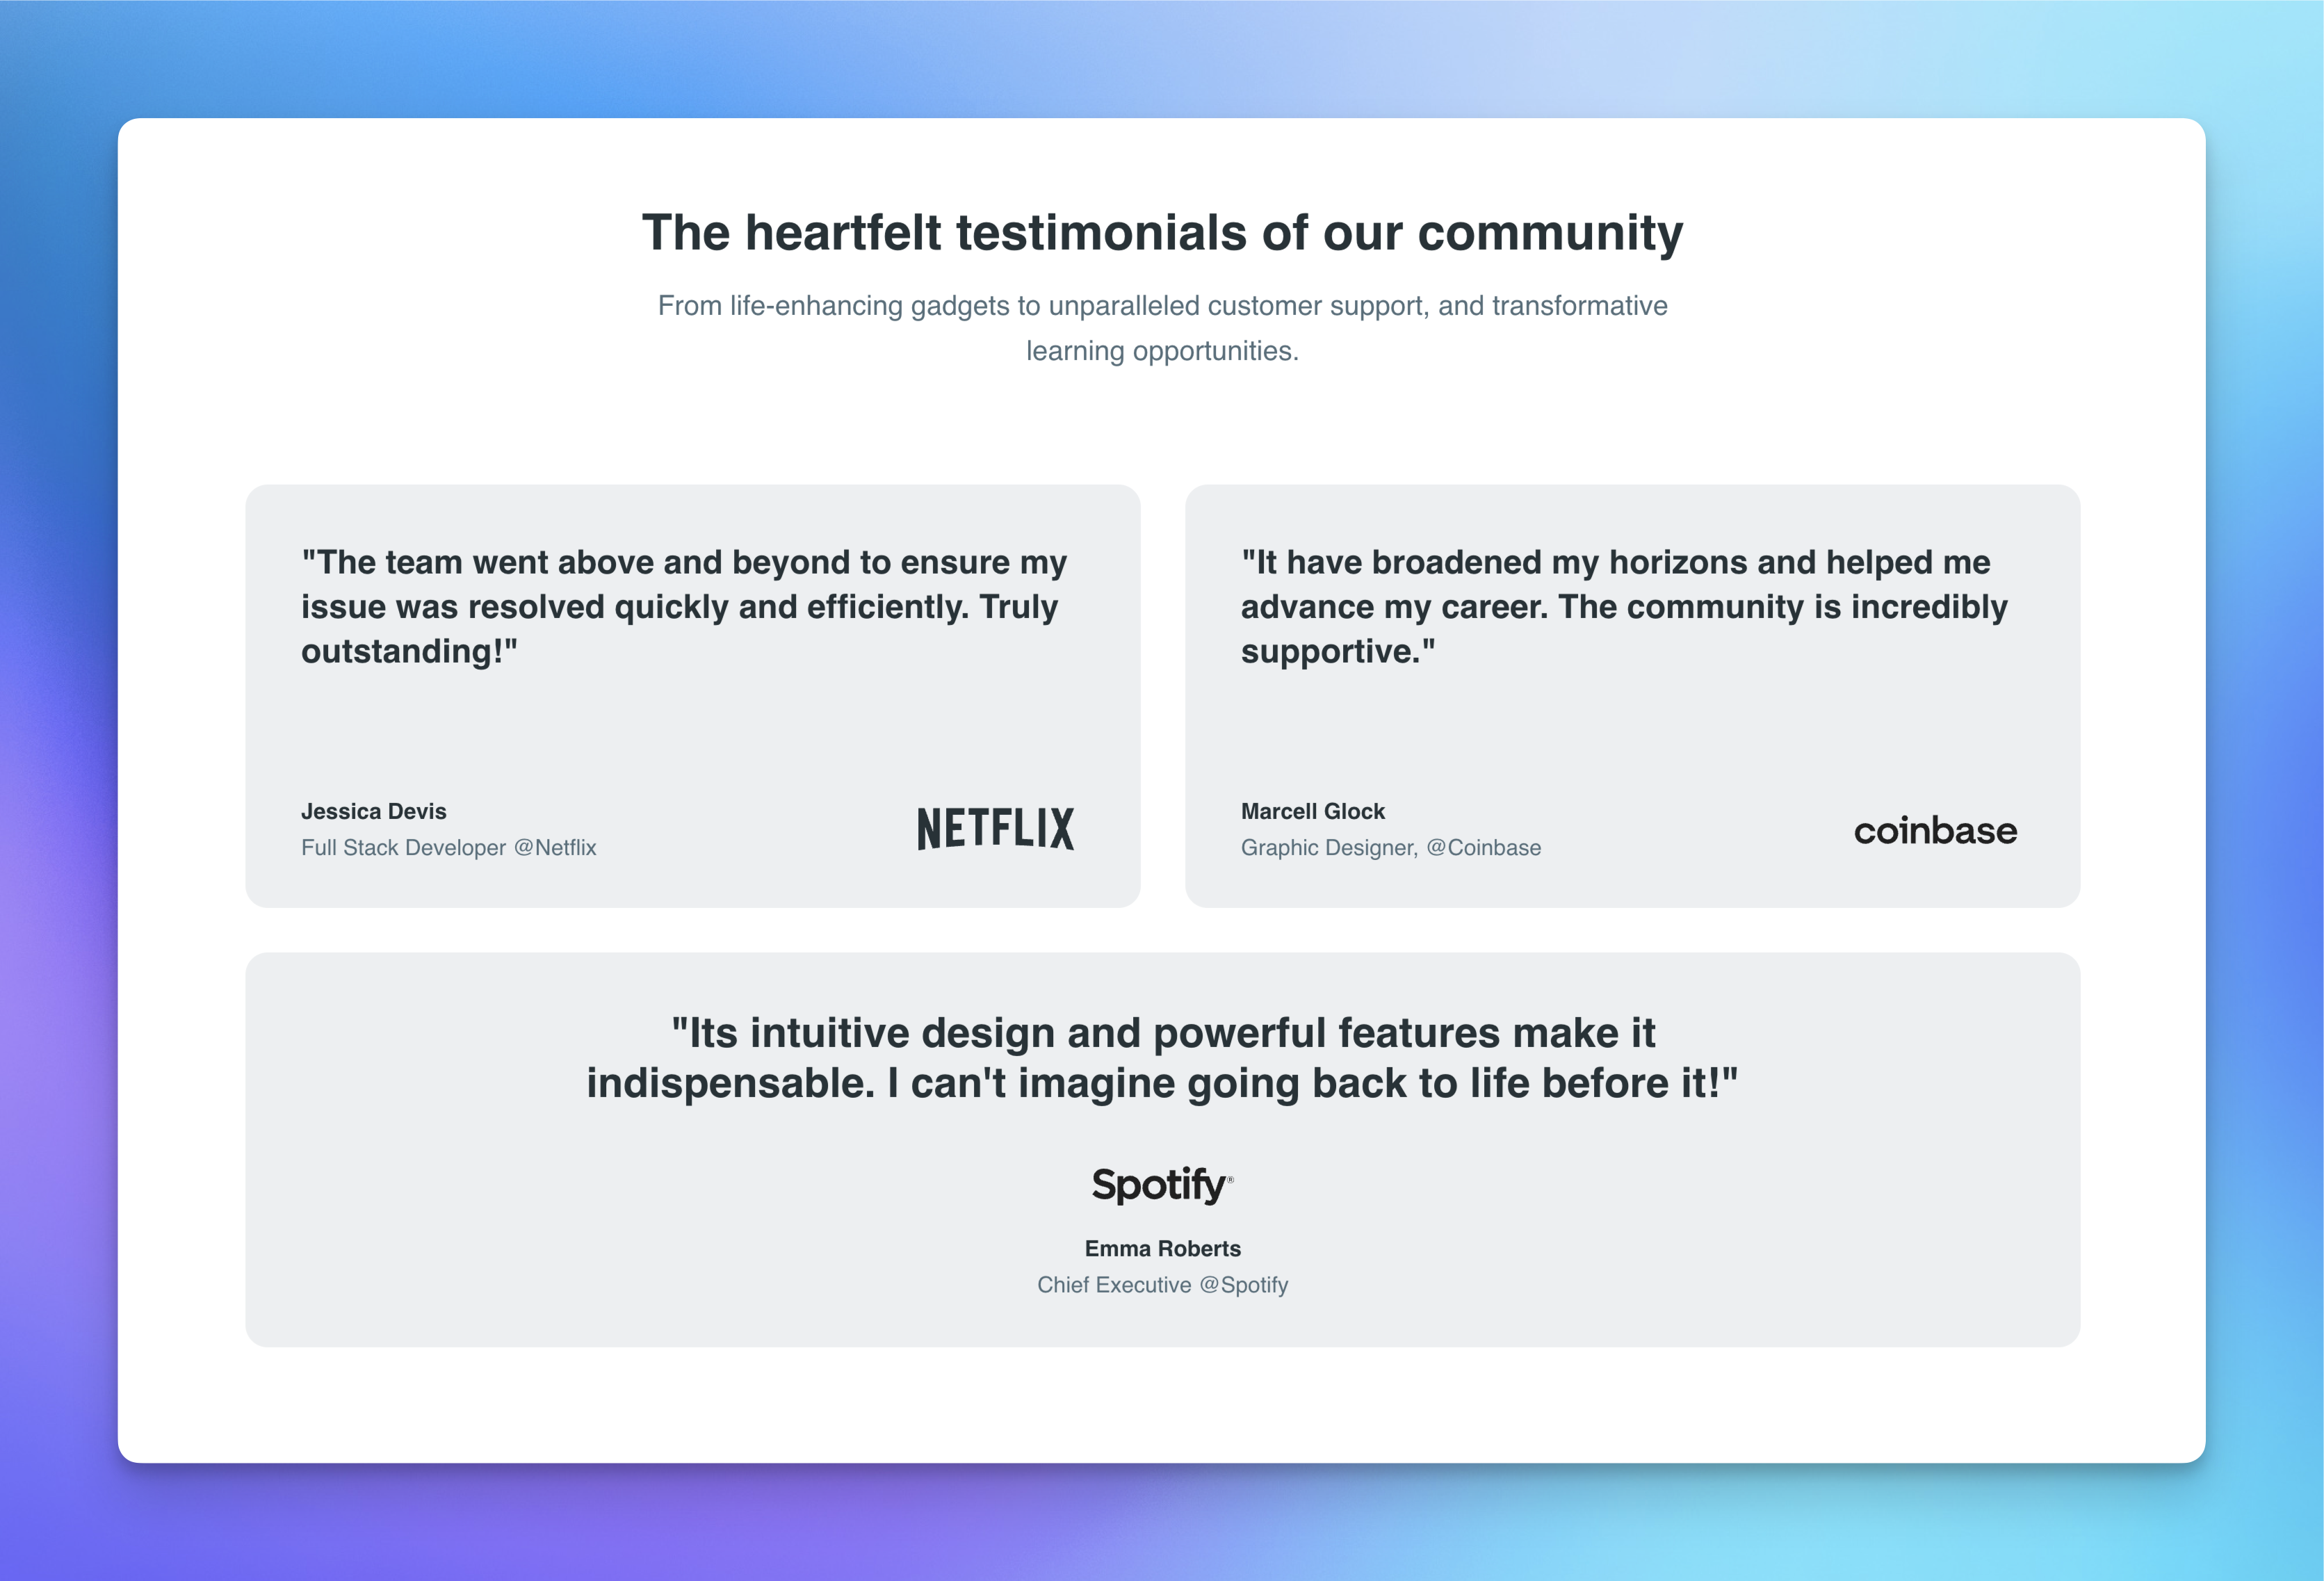 The heartfelt testimonials of our community
From life-enhancing gadgets to unparalleled customer support, and transformative
learning opportunities.
"The team went above and beyond to ensure my
issue was resolved quickly and efficiently. Truly
outstanding!"
Jessica Devis
Full Stack Developer @Netflix
NETFLIX
"It have broadened my horizons and helped me
advance my career. The community is incredibly
supportive."
Marcell Glock
Graphic Designer, @Coinbase
coinbase
"Its intuitive design and powerful features make it
indispensable. I can't imagine going back to life before it!"
Spotify®
Emma Roberts
Chief Executive @Spotify